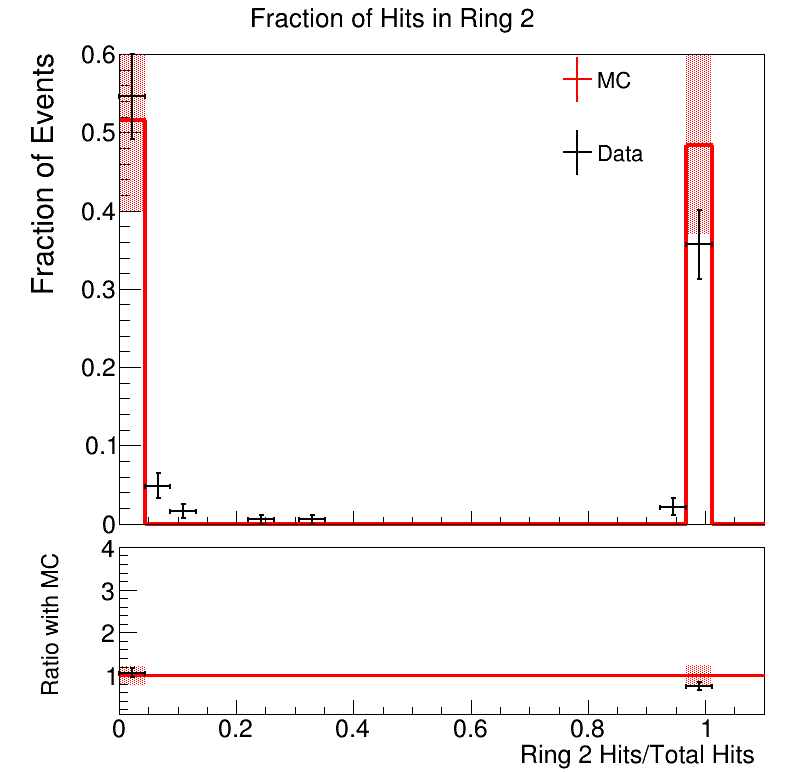 Fraction of Hits in Ring 2
Fraction of Events
0.6
0.5
0.4
0.3
0.2
0.1
0
MC
Data
Ratio with MC
4
3
2
1
0 0.2 0.4 0.6 0.8 1
Ring 2 Hits/Total Hits